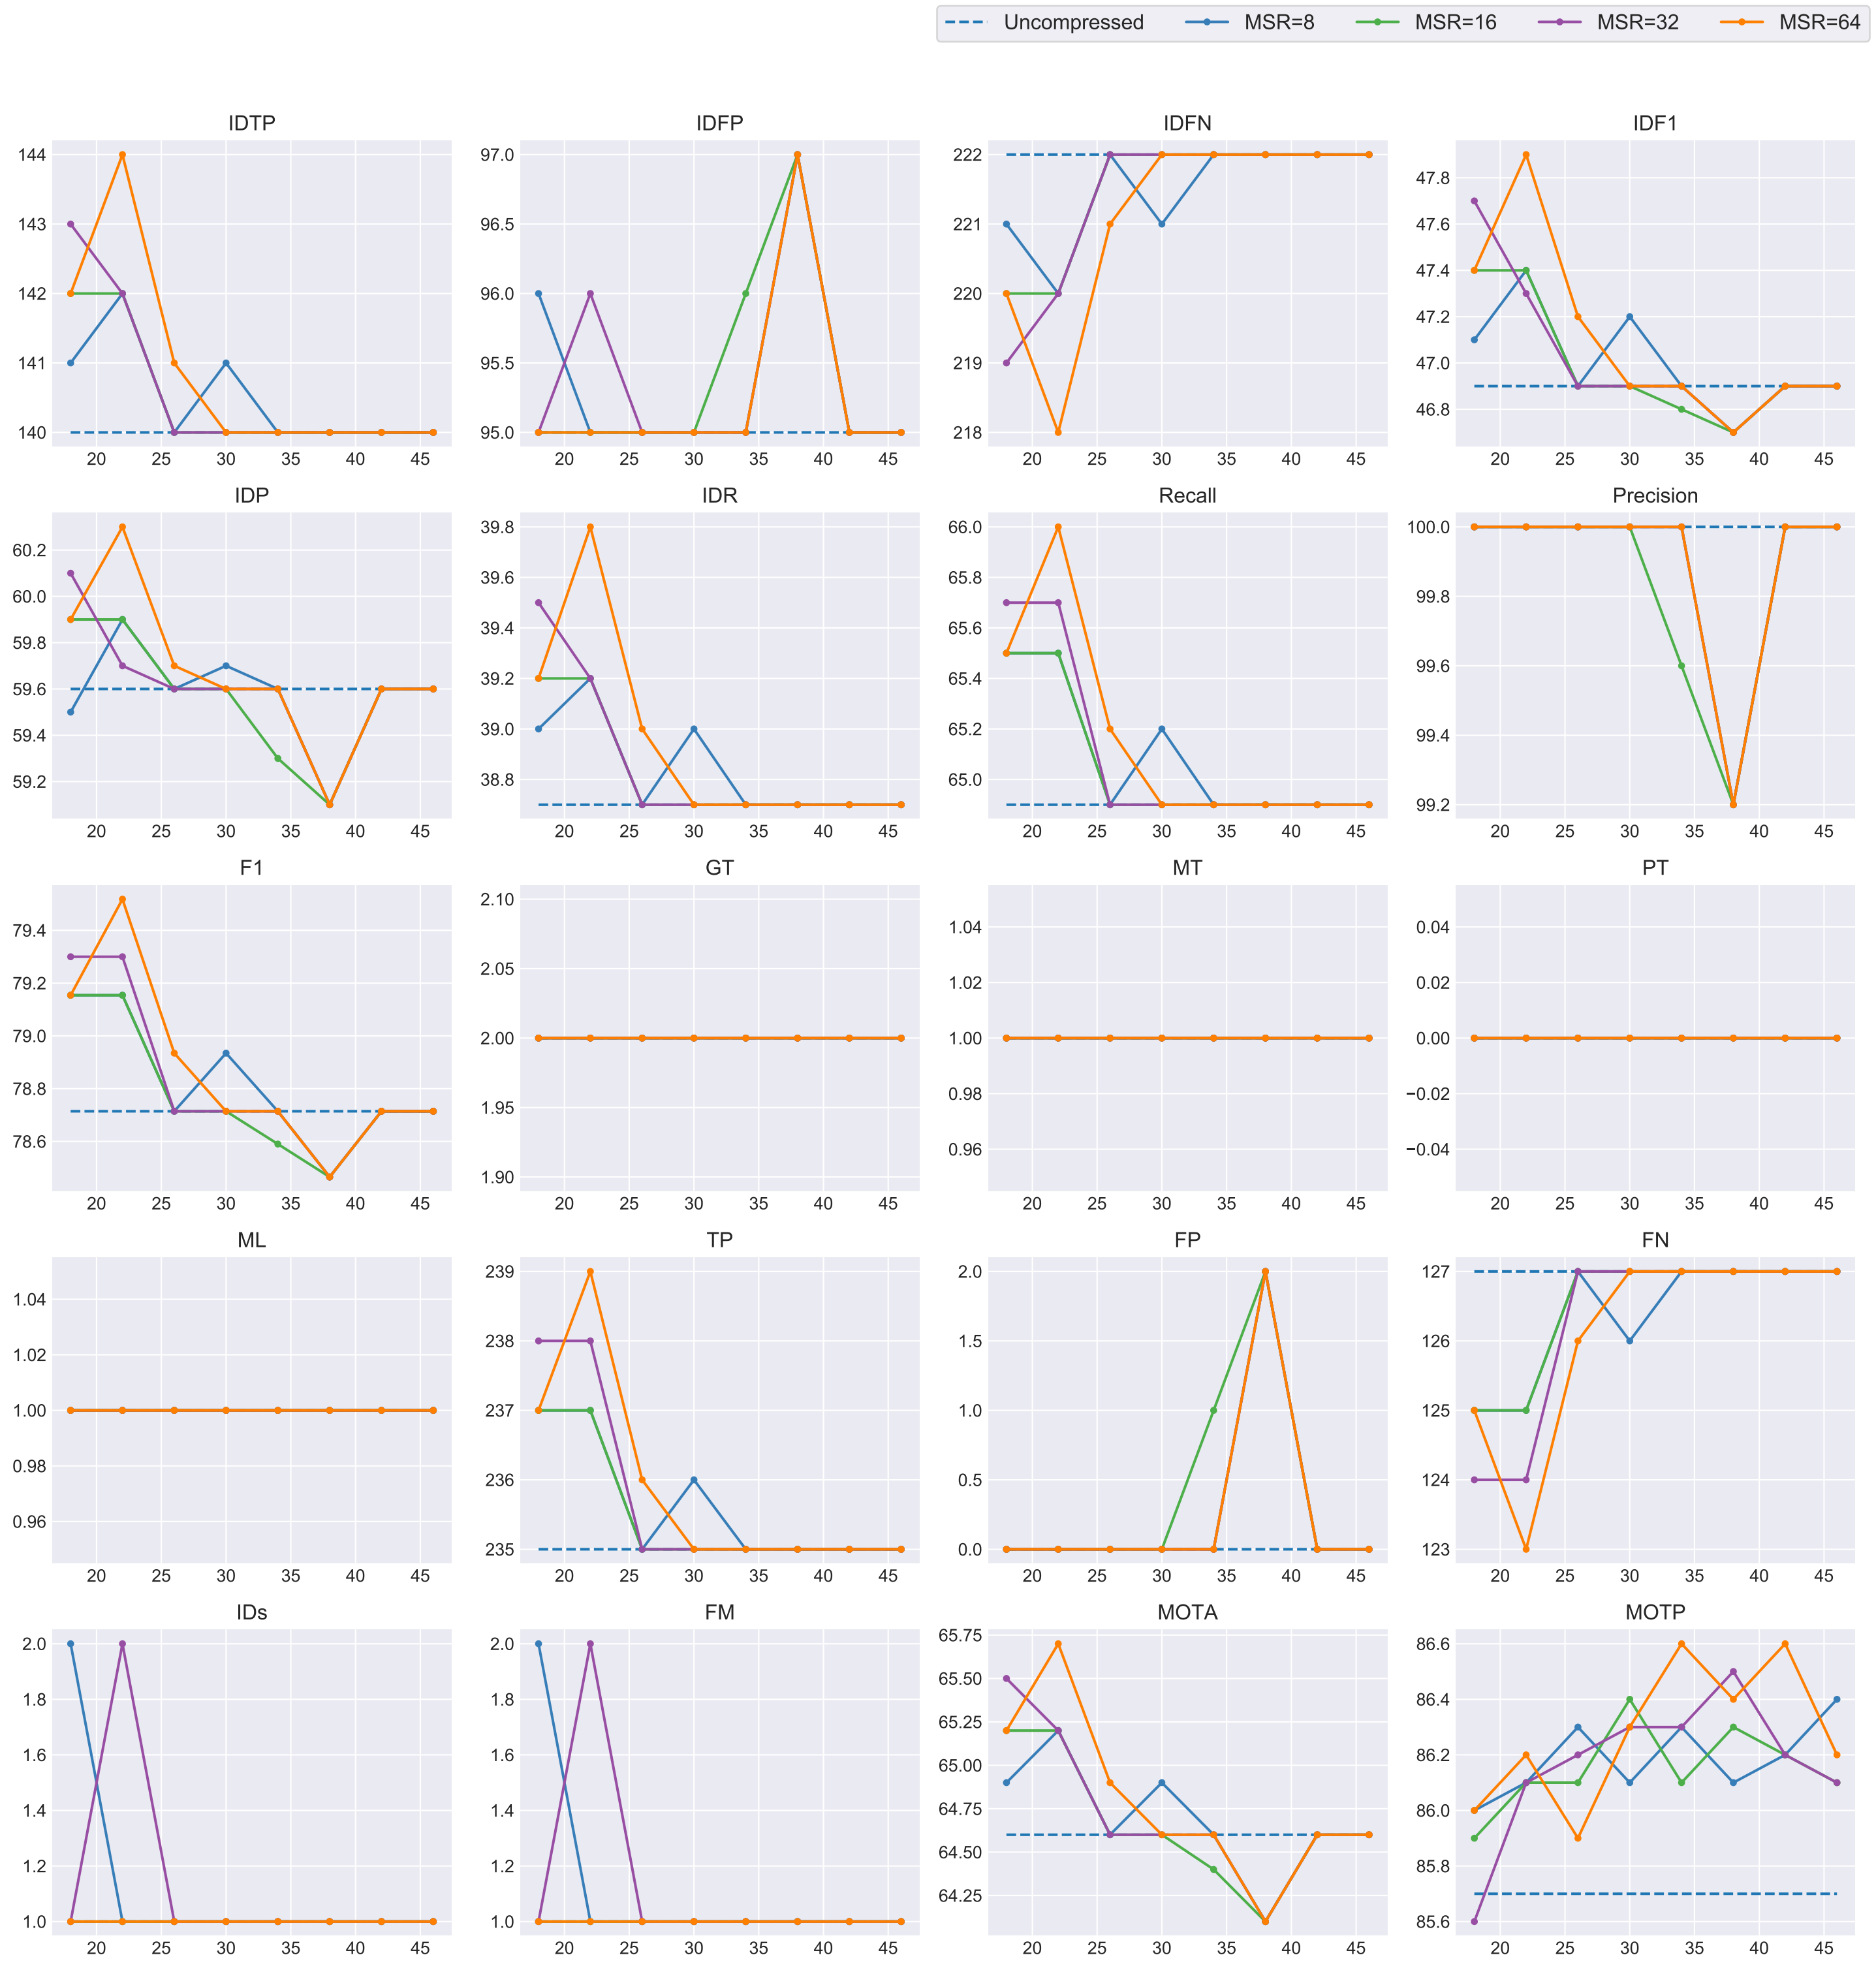 Uncompressed MSR=8 MSR=16 MSR=32 MSR=64
IDTP IDFP IDFN IDF1
144 143 142 141 140
20 25 30 35 40 45
97.0 96.5 96.0 95.5 95.0
20 25 30 35 40 45
222 221 220 219 218
20 25 30 35 40 45
47.8 47.6 47.4 47.2 47.0 46.8
20 25 30 35 40 45
IDP IDR Recall Precision
60.2 60.0 59.8 59.6 59.4 59.2
20 25 30 35 40 45
39.8 39.6 39.4 39.2 39.0 38.8
20 25 30 35 40 45
66.0 65.8 65.6 65.4 65.2 65.0
20 25 30 35 40 45
100.0 99.8 99.6 99.4 99.2
20 25 30 35 40 45
F1 GT MT PT
79.4 79.2 79.0 78.8 78.6
20 25 30 35 40 45
2.10 2.05 2.00 1.95 1.90
20 25 30 35 40 45
1.04 1.02 1.00 0.98 0.96
20 25 30 35 40 45
0.04 0.02 0.00 −0.02 −0.04
20 25 30 35 40 45
ML TP FP FN
1.04 1.02 1.00 0.98 0.96
20 25 30 35 40 45
239 238 237 236 235
20 25 30 35 40 45
2.0 1.5 1.0 0.5 0.0
20 25 30 35 40 45
127 126 125 124 123
20 25 30 35 40 45
IDs FM MOTA MOTP
2.0 1.8 1.6 1.4 1.2 1.0
20 25 30 35 40 45
2.0 1.8 1.6 1.4 1.2 1.0
20 25 30 35 40 45
65.75 65.50 65.25 65.00 64.75 64.50 64.25
20 25 30 35 40 45
86.6 86.4 86.2 86.0 85.8 85.6
20 25 30 35 40 45